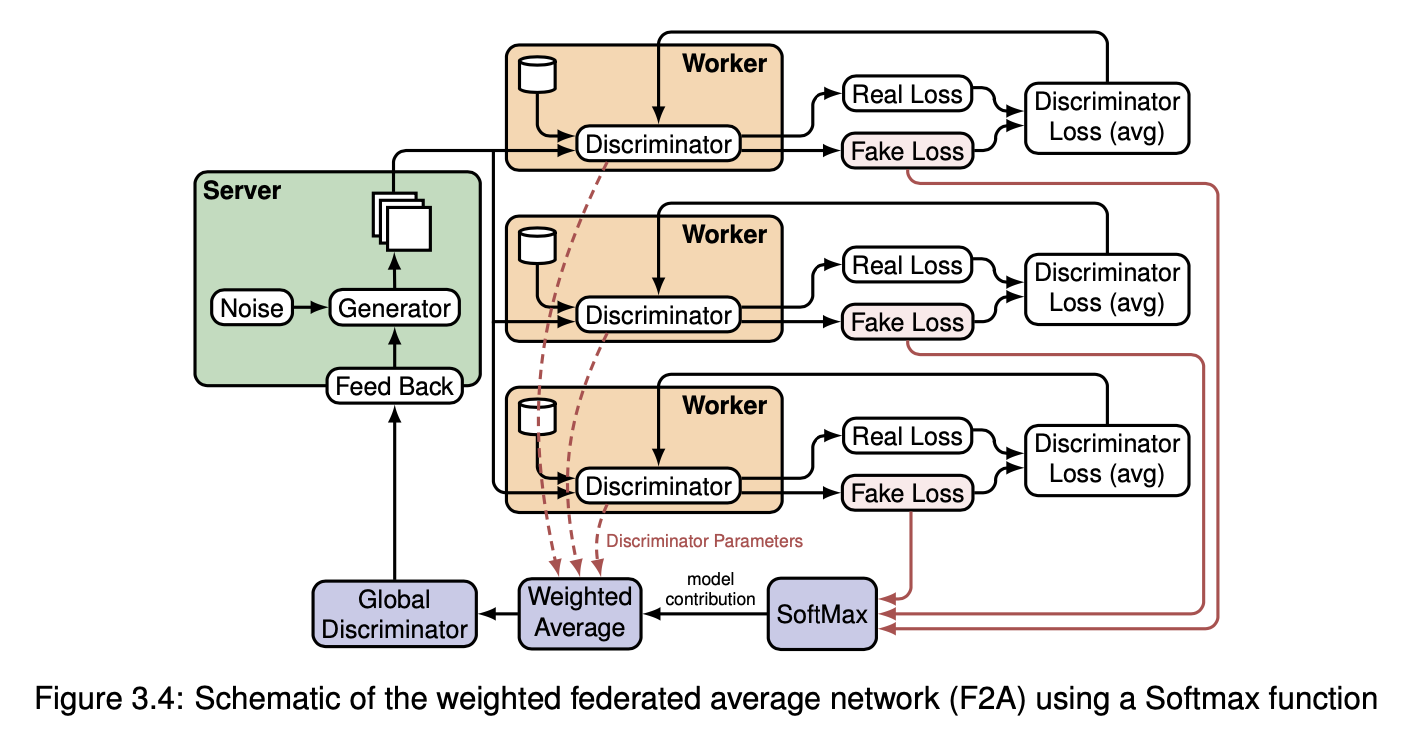 Worker
Discriminator
Real Loss
Fake Loss
Discriminator
Loss (avg)
Server
Noise
Generator
Feed Back
Worker
Discriminator
Real Loss
Fake Loss
Discriminator
Loss (avg)
Worker
Discriminator
Real Loss
Fake Loss
Discriminator
Loss (avg)
Discriminator Parameters
Global
Discriminator
Weighted
Average
model
contribution
SoftMax
Figure 3.4: Schematic of the weighted federated average network (F2A) using a Softmax function